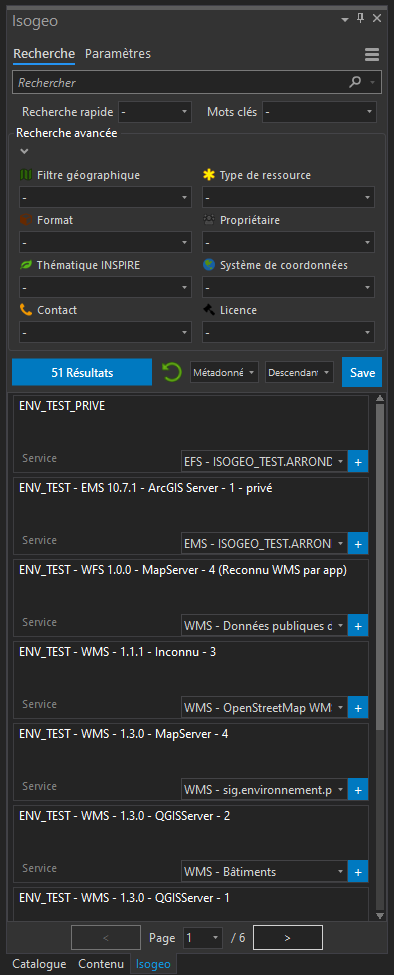 Isogeo
Recherche Paramètres
Rechercher
Recherche rapide - Mots clés -
Recherche avancée
Filtre géographique Type de ressource
- -
Format Propriétaire
- -
Thématique INSPIRE Système de coordonnées
- -
Contact Licence
- -
51 Résultats Métadonné Descendant Save
ENV_TEST_PRIVE
Service EFS - ISOGEO_TEST.ARROND +
ENV_TEST - EMS 10.7.1 - ArcGIS Server - 1 - privé
Service EMS - ISOGEO_TEST.ARRON +
ENV_TEST - WFS 1.0.0 - MapServer - 4 (Reconnu WMS par app)
Service WMS - Données publiques d +
ENV_TEST - WMS - 1.1.1 - Inconnu - 3
Service WMS - OpenStreetMap WM +
ENV_TEST - WMS - 1.3.0 - MapServer - 4
Service WMS - sig.environnement.p +
ENV_TEST - WMS - 1.3.0 - QGISServer - 2
Service WMS - Bâtiments +
ENV_TEST - WMS - 1.3.0 - QGISServer - 1
< Page 1 / 6 >
Catalogue Contenu Isogeo